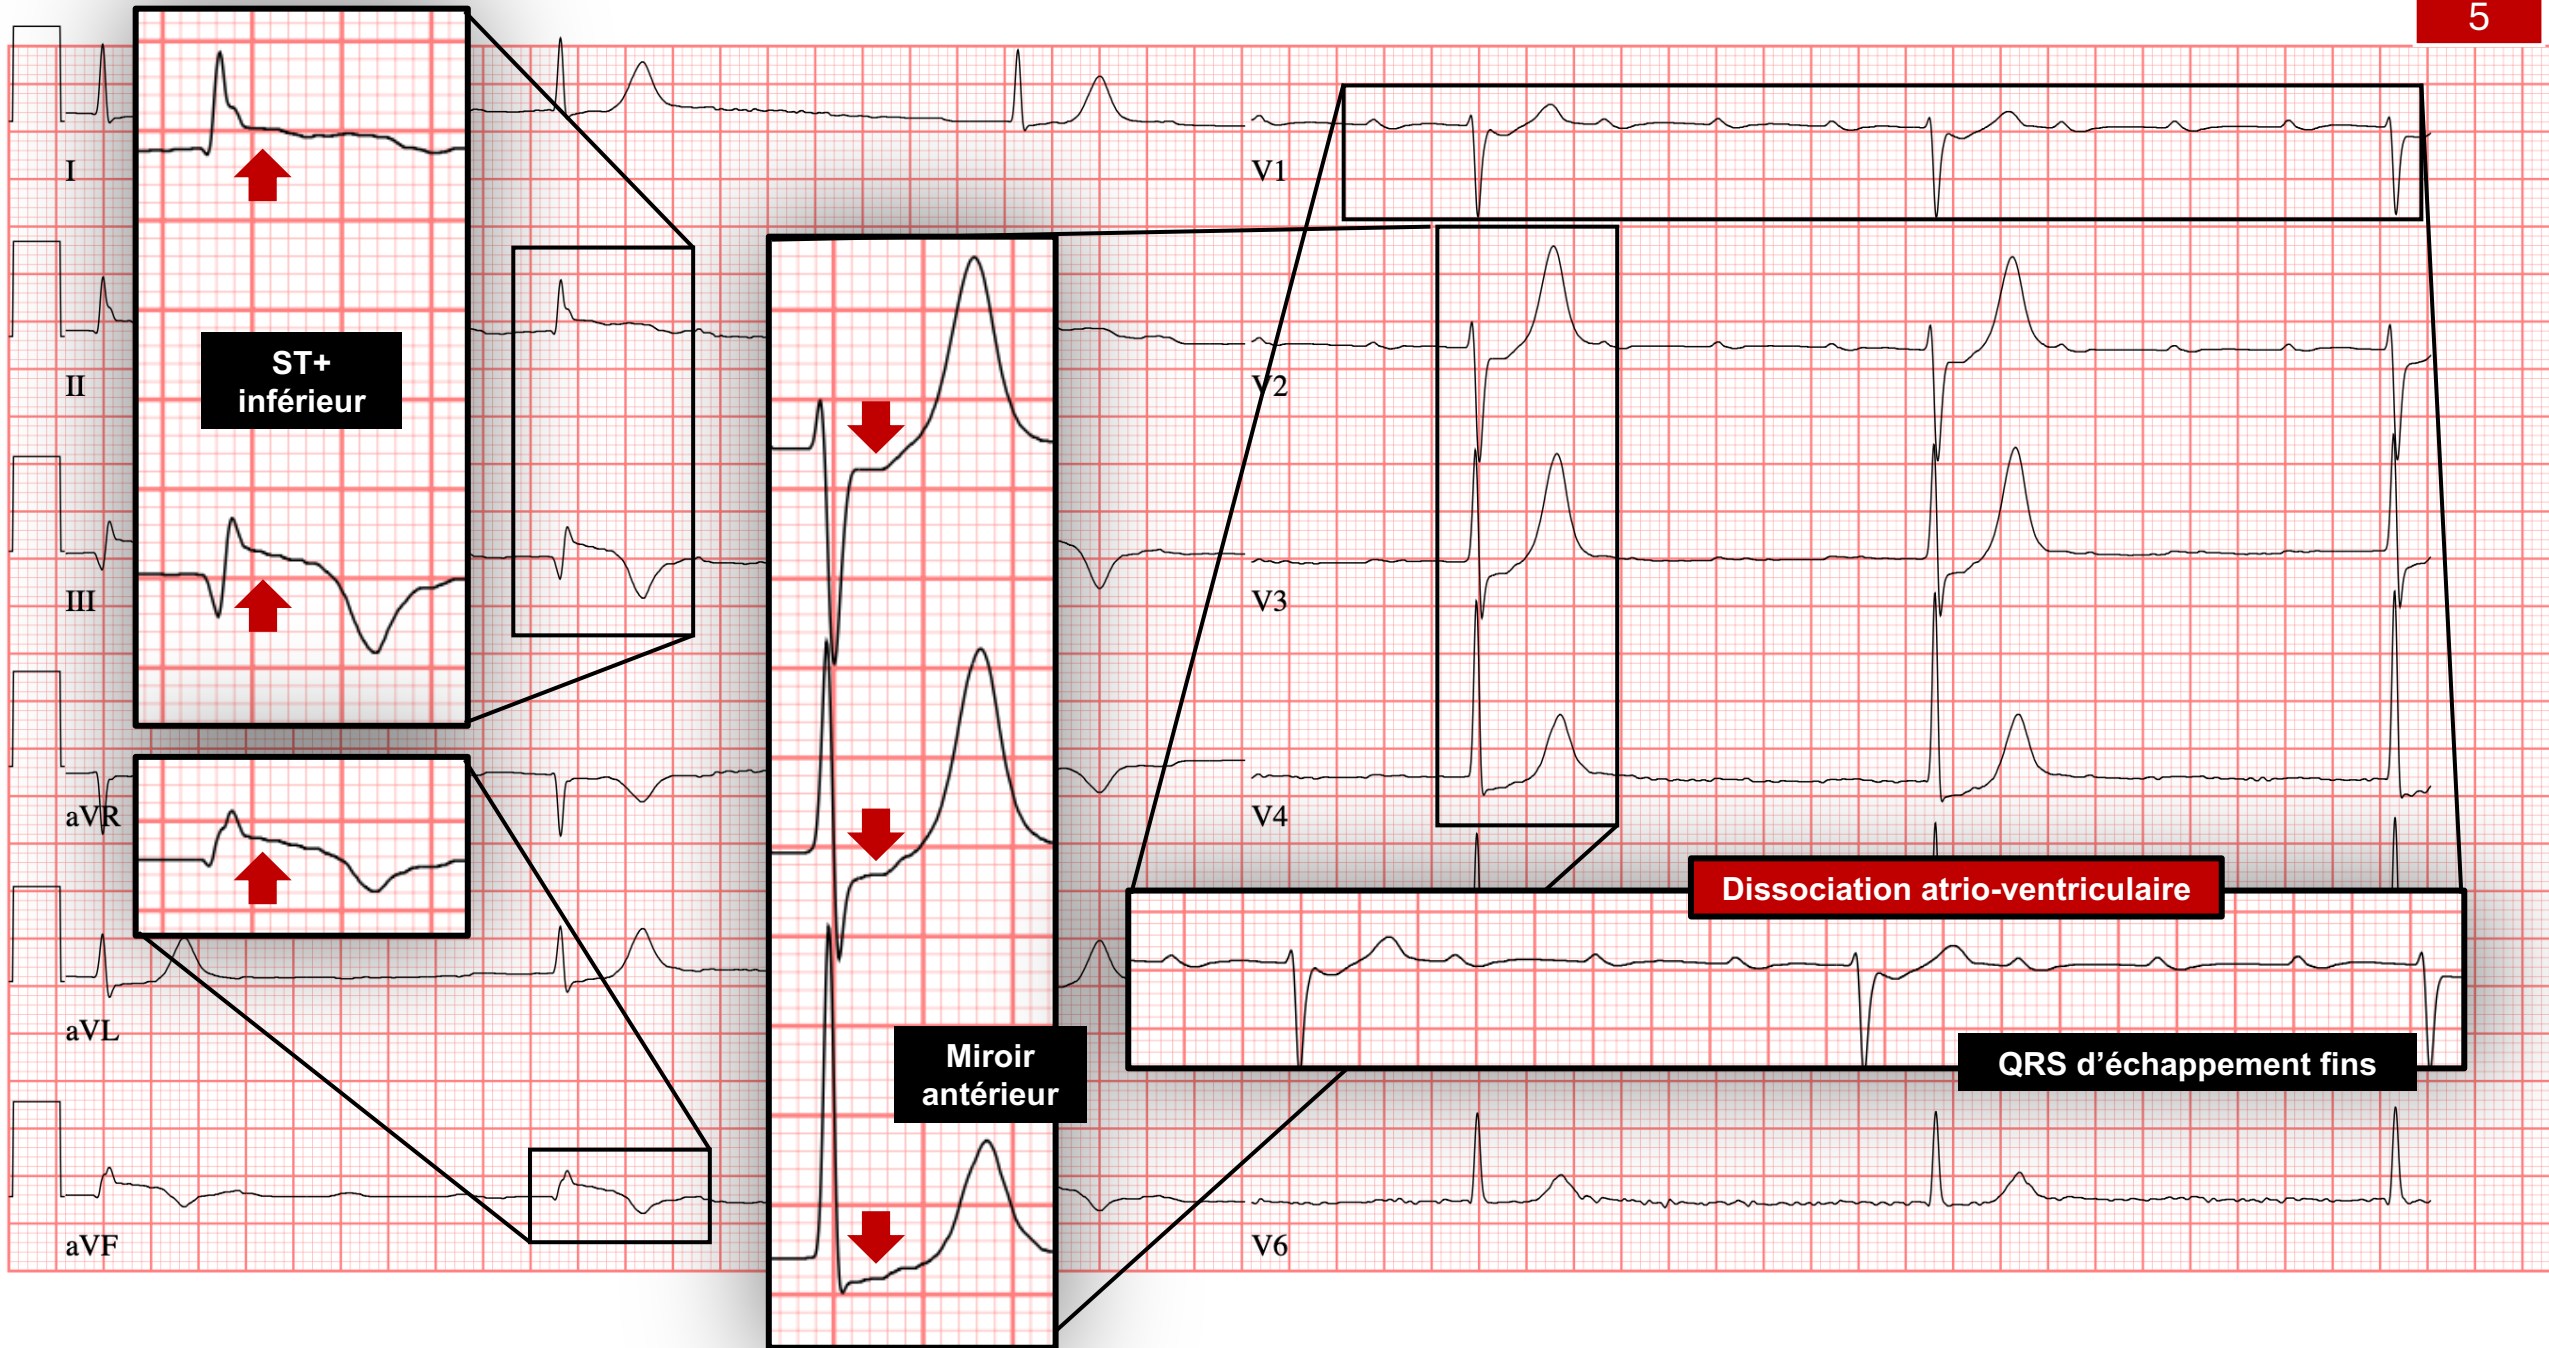 5
I
V1
II
ST+
inférieur
V2
III
V3
aVR
V4
Dissociation atrio-ventriculaire
aVL
Miroir
antérieur
QRS d’échappement fins
aVF
V6